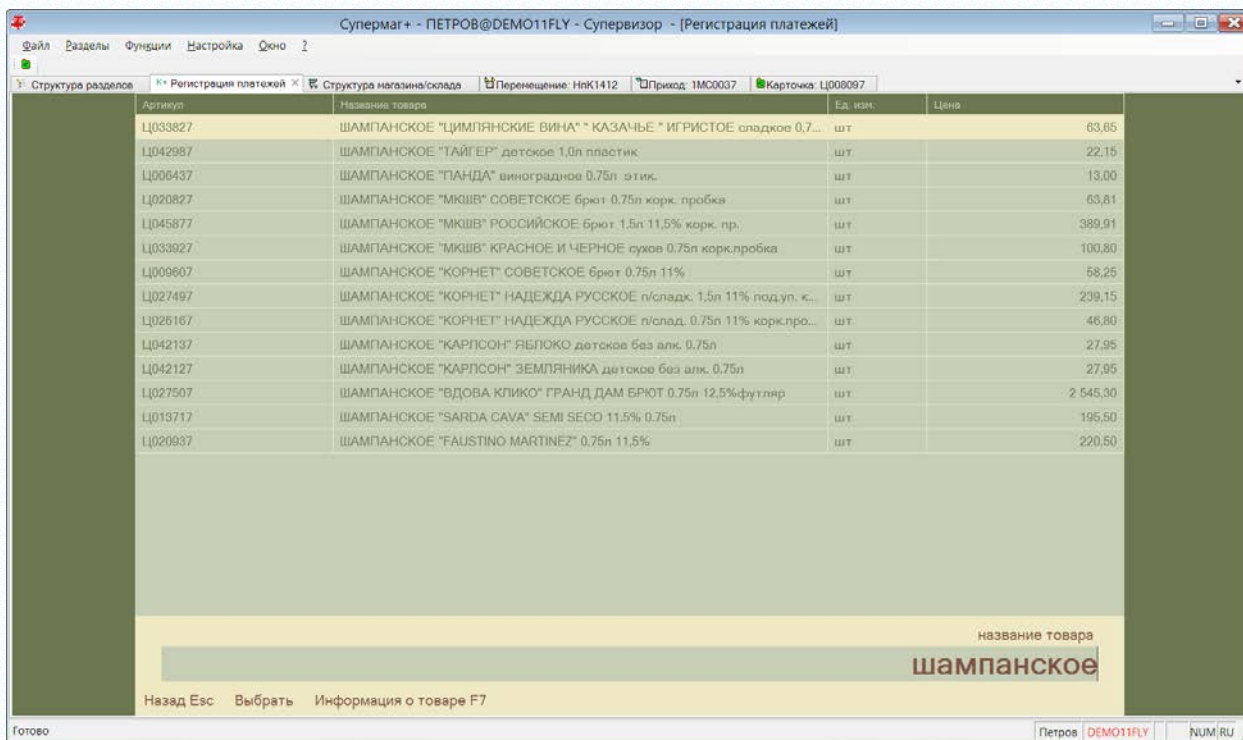 Супермаг+ - ПЕТРОВ@DEMO11FLY - Супервизор - [Регистрация платежей]
Файл Разделы Функции Настройка Окно ?
Структура разделов Регистрация платежей Структура магазина/склада Перемещение: НпК1412 Приход: 1МС0037 Карточка: Ц008097
Артикул Название товара Ед. изм. Цена
Ц033827 ШАМПАНСКОЕ "ЦИМЛЯНСКИЕ ВИНА" " КАЗАЧЬЕ " ИГРИСТОЕ сладкое 0,7... шт 63,65
Ц042987 ШАМПАНСКОЕ "ТАЙГЕР" детское 1,0л пластик шт 22,15
Ц006437 ШАМПАНСКОЕ "ПАНДА" виноградное 0.75л этик. шт 13,00
Ц020827 ШАМПАНСКОЕ "МКШВ" СОВЕТСКОЕ брют 0.75л корк. пробка шт 63,81
Ц045877 ШАМПАНСКОЕ "МКШВ" РОССИЙСКОЕ брют 1.5л 11,5% корк. пр. шт 389,91
Ц033927 ШАМПАНСКОЕ "МКШВ" КРАСНОЕ И ЧЕРНОЕ сухое 0.75л корк.пробка шт 100,80
Ц009607 ШАМПАНСКОЕ "КОРНЕТ" СОВЕТСКОЕ брют 0.75л 11% шт 58,25
Ц027497 ШАМПАНСКОЕ "КОРНЕТ" НАДЕЖДА РУССКОЕ п/сладк. 1,5л 11% под.уп. к... шт 239,15
Ц026167 ШАМПАНСКОЕ "КОРНЕТ" НАДЕЖДА РУССКОЕ п/слад. 0.75л 11% корк.про... шт 46,80
Ц042137 ШАМПАНСКОЕ "КАРЛСОН" ЯБЛОКО детское без алк. 0.75л шт 27,95
Ц042127 ШАМПАНСКОЕ "КАРЛСОН" ЗЕМЛЯНИКА детское без алк. 0.75л шт 27,95
Ц027507 ШАМПАНСКОЕ "ВДОВА КЛИКО" ГРАНД ДАМ БРЮТ 0.75л 12,5%футляр шт 2 545,30
Ц013717 ШАМПАНСКОЕ "SARDA CAVA" SEMI SECO 11.5% 0.75л шт 195,50
Ц020937 ШАМПАНСКОЕ "FAUSTINO MARTINEZ" 0.75л 11,5% шт 220,50
название товара
шампанское
Назад Esc Выбрать Информация о товаре F7
Готово Петров DEMO11FLY NUM RU